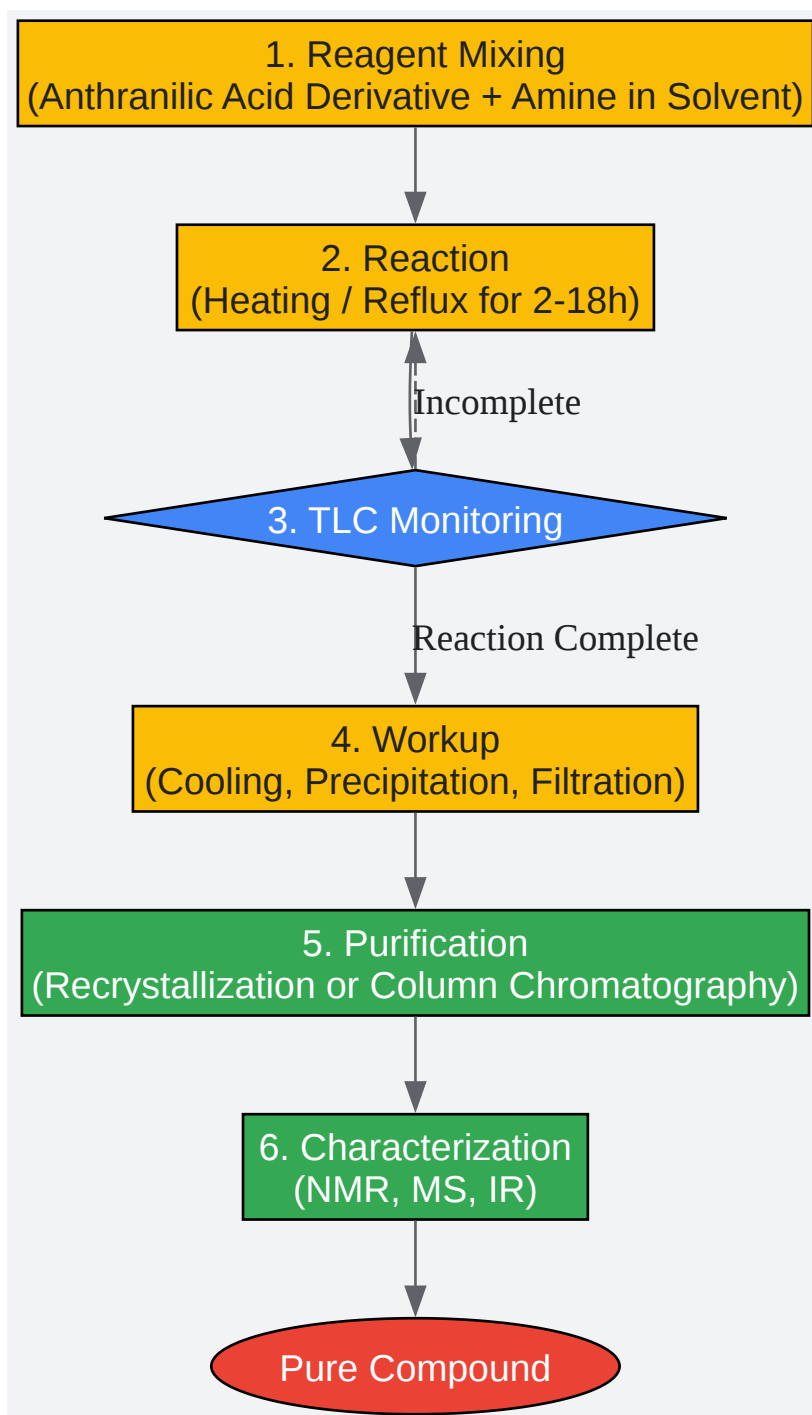 1. Reagent Mixing
(Anthranilic Acid Derivative + Amine in Solvent)
2. Reaction
(Heating / Reflux for 2-18h)
Incomplete
3. TLC Monitoring
Reaction Complete
4. Workup
(Cooling, Precipitation, Filtration)
5. Purification
(Recrystallization or Column Chromatography)
6. Characterization
(NMR, MS, IR)
Pure Compound